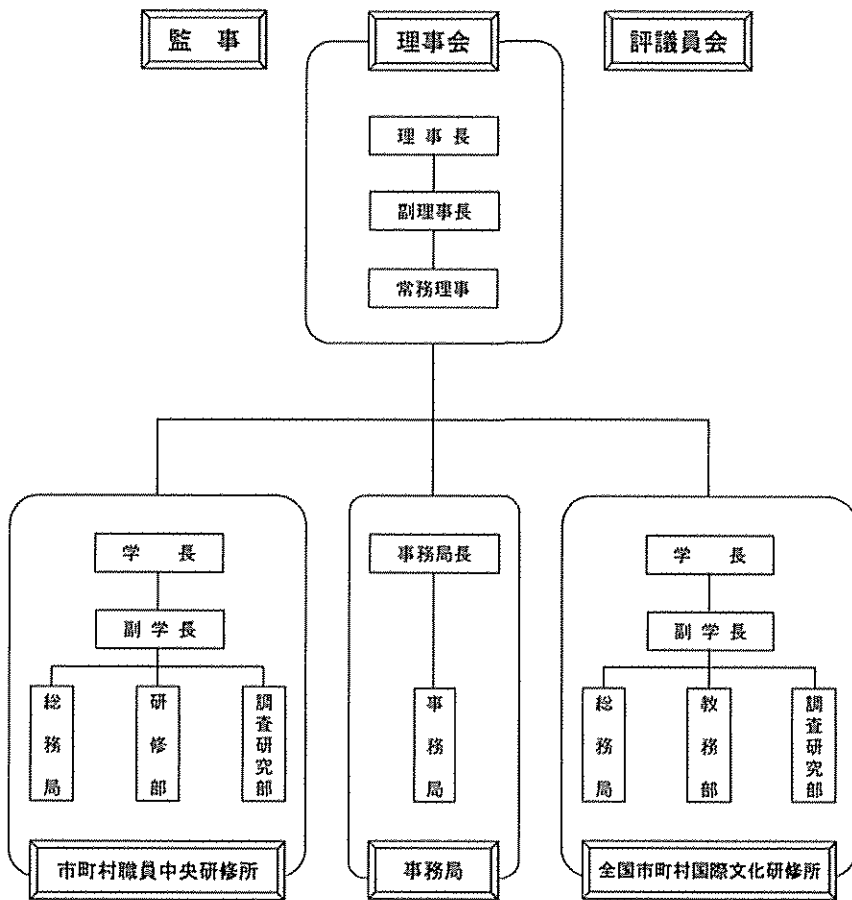 監事
理事会
評議員会
理事長
副理事長
常務理事
学長
副学長
総務局
研修部
調査研究部
市町村職員中央研修所
事務局長
事務局
事務局
学長
副学長
総務局
教務部
調査研究部
全国市町村国際文化研修所